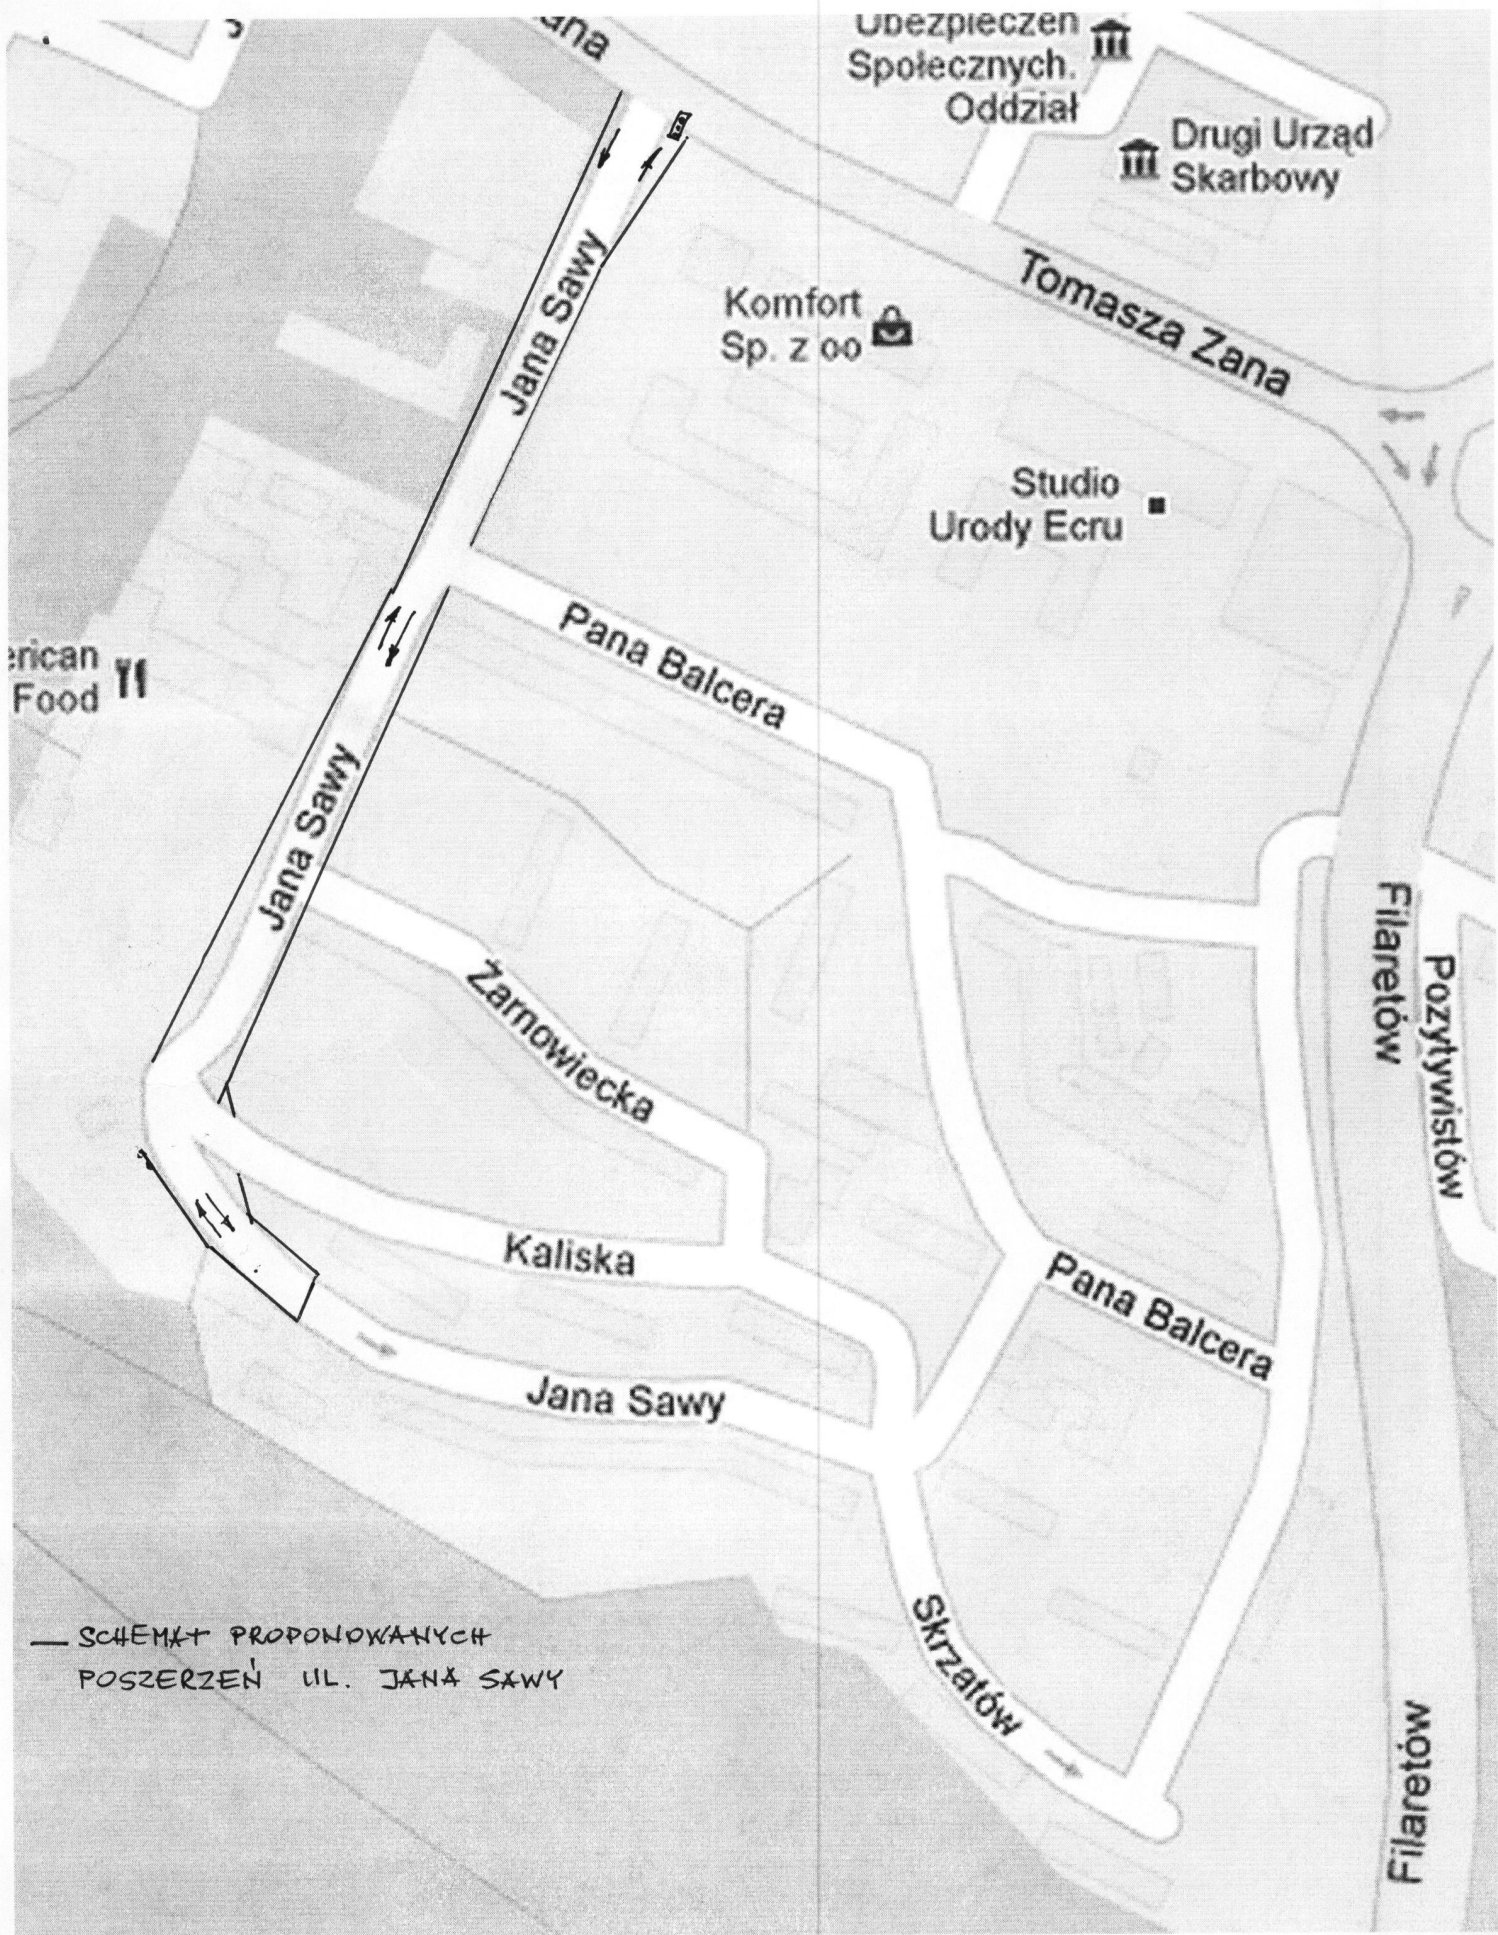 Ubezpieczeń
Społecznych.
Oddział
Drugi Urząd
Skarbowy
Jana Sawy
Komfort
Sp. z oo
Tomasza Zana
Studio
Urody Ecru
Pana Balcera
erican
Food
Jana Sawy
Filaretów
Pozytywistów
Żarnowiecka
Kaliska
Pana Balcera
Jana Sawy
Skrzatów
Filaretów
— SCHEMAT PROPONOWANYCH
POSZERZEŃ UL. JANA SAWY